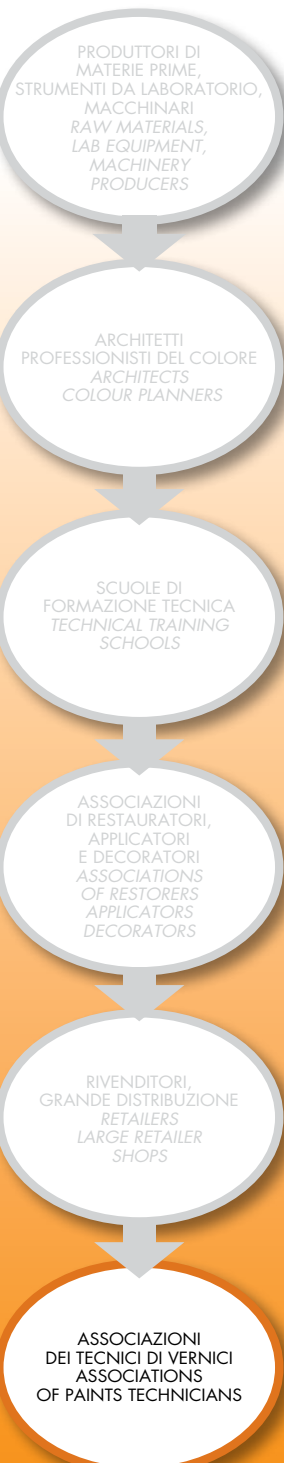 PRODUTTORI DI
MATERIE PRIME,
STRUMENTI DA LABORATORIO,
MACCHINARI
RAW MATERIALS,
LAB EQUIPMENT,
MACHINERY
PRODUCERS
ARCHITETTI
PROFESSIONISTI DEL COLORE
ARCHITECTS
COLOUR PLANNERS
SCUOLE DI
FORMAZIONE TECNICA
TECHNICAL TRAINING
SCHOOLS
ASSOCIAZIONI
DI RESTAURATORI,
APPLICATORI
E DECORATORI
ASSOCIATIONS
OF RESTORERS
APPLICATORS
DECORATORS
RIVENDITORI,
GRANDE DISTRIBUZIONE
RETAILERS
LARGE RETAILER
SHOPS
ASSOCIAZIONI
DEI TECNICI DI VERNICI
ASSOCIATIONS
OF PAINTS TECHNICIANS